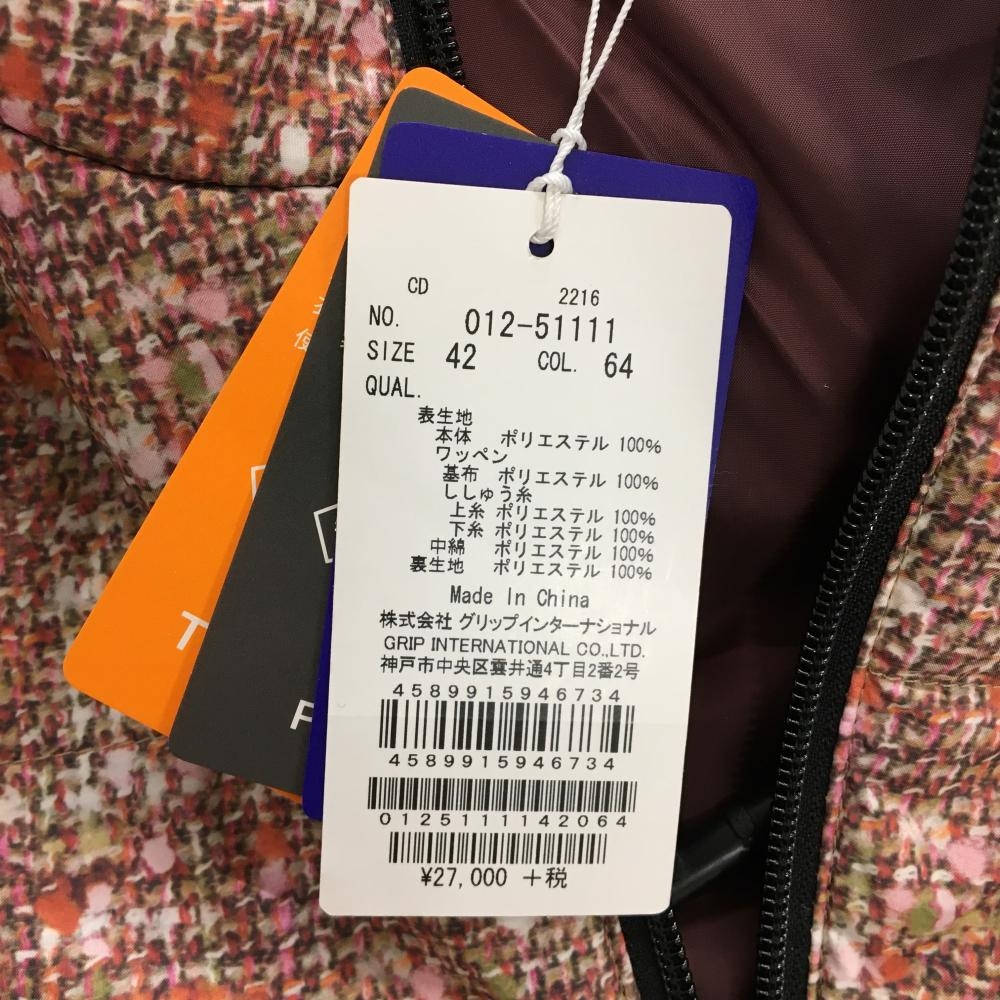 CD 2216
NO. 012-51111
SIZE 42 COL. 64
QUAL.
表生地
本体 ポリエステル 100%
ワッペン
基布 ポリエステル 100%
ししゅう糸
上糸 ポリエステル 100%
下糸 ポリエステル 100%
中綿 ポリエステル 100%
裏生地 ポリエステル 100%
Made In China
株式会社 グリップインターナショナル
GRIP INTERNATIONAL CO.,LTD.
神戸市中央区雲井通4丁目2番2号
4589915946734
4589915946734
0125111142064
¥27,000 +税
使
T
F